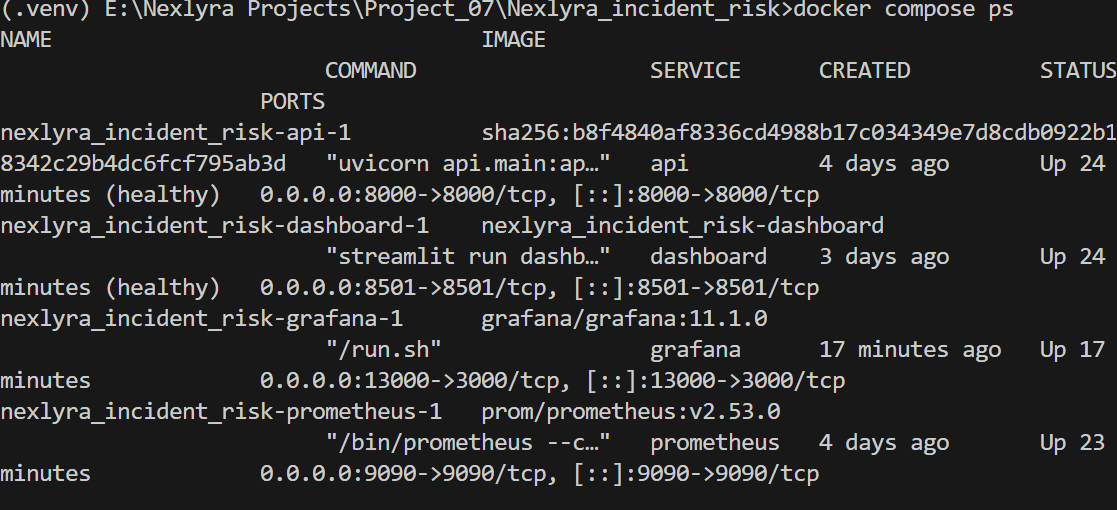 (.venv) E:\Nexlyra Projects\Project_07\Nexlyra_incident_risk>docker compose ps
NAME                                 IMAGE
                         COMMAND                  SERVICE      CREATED          STATUS
                    PORTS
nexlyra_incident_risk-api-1          sha256:b8f4840af8336cd4988b17c034349e7d8cdb0922b1
8342c29b4dc6fcf795ab3d   "uvicorn api.main:ap…"   api          4 days ago       Up 24
minutes (healthy)   0.0.0.0:8000->8000/tcp, [::]:8000->8000/tcp
nexlyra_incident_risk-dashboard-1    nexlyra_incident_risk-dashboard
                         "streamlit run dashb…"   dashboard    3 days ago       Up 24
minutes (healthy)   0.0.0.0:8501->8501/tcp, [::]:8501->8501/tcp
nexlyra_incident_risk-grafana-1      grafana/grafana:11.1.0
                         "/run.sh"                grafana      17 minutes ago   Up 17
minutes             0.0.0.0:13000->3000/tcp, [::]:13000->3000/tcp
nexlyra_incident_risk-prometheus-1   prom/prometheus:v2.53.0
                         "/bin/prometheus --c…"   prometheus   4 days ago       Up 23
minutes             0.0.0.0:9090->9090/tcp, [::]:9090->9090/tcp